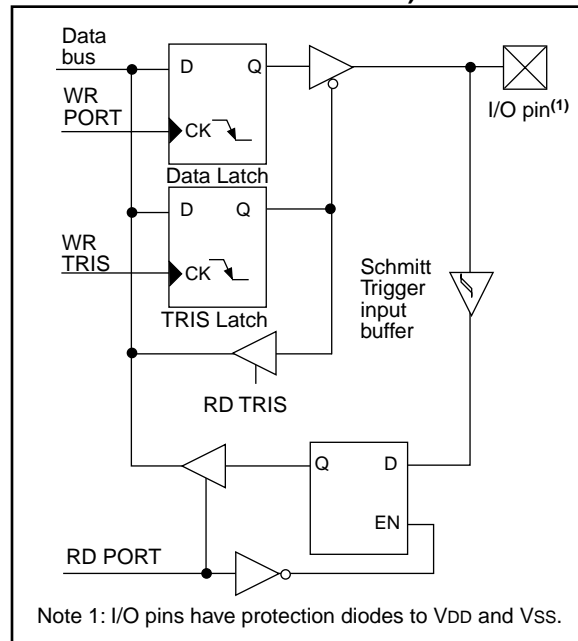 Data
bus
D
Q
WR
PORT
CK
I/O pin(1)
Data Latch
D
Q
WR
TRIS
CK
Schmitt
Trigger
input
buffer
TRIS Latch
RD TRIS
Q
D
EN
RD PORT
Note 1: I/O pins have protection diodes to VDD and VSS.